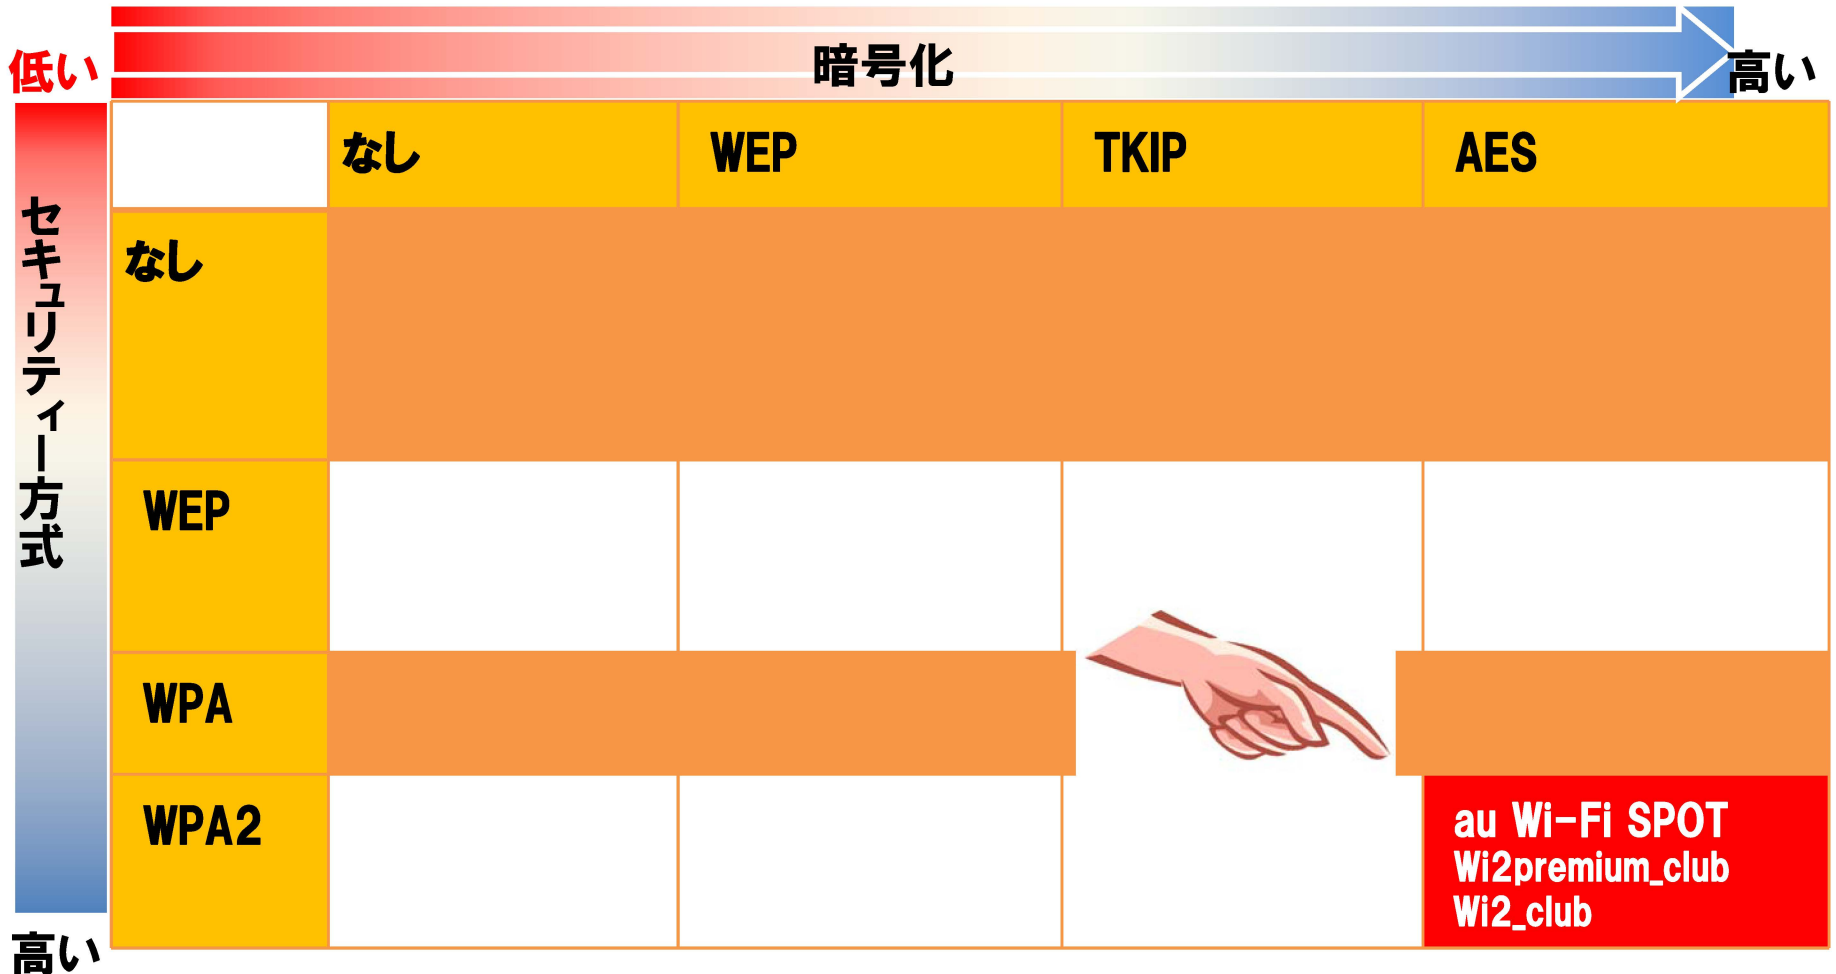 暗号化
低い
高い
なし
WEP
TKIP
AES
セキュリティー方式
なし
WEP
WPA
WPA2
au Wi-Fi SPOT
Wi2premium_club
Wi2_club
高い